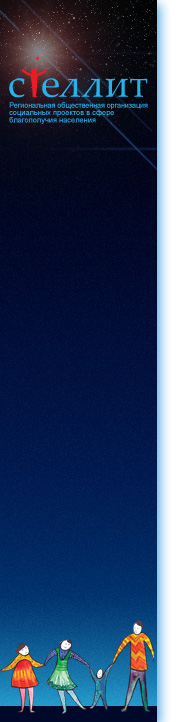 стеллит
Региональная общественная организация
социальных проектов в сфере
благополучия населения